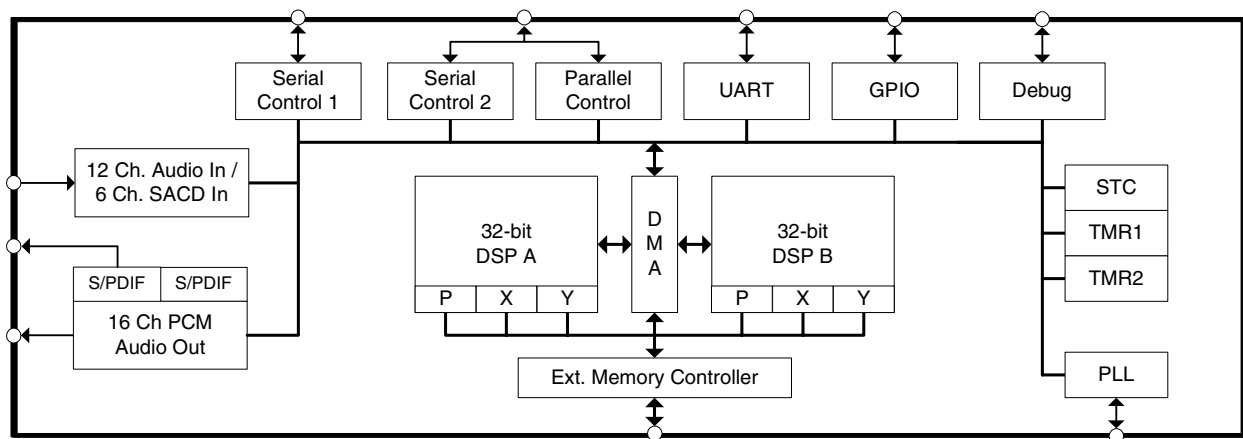 Serial
Control 1
Serial
Control 2
Parallel
Control
UART
GPIO
Debug
12 Ch. Audio In /
6 Ch. SACD In
S/PDIF
S/PDIF
16 Ch PCM
Audio Out
32-bit
DSP A
P
X
Y
D
M
A
32-bit
DSP B
P
X
Y
Ext. Memory Controller
STC
TMR1
TMR2
PLL